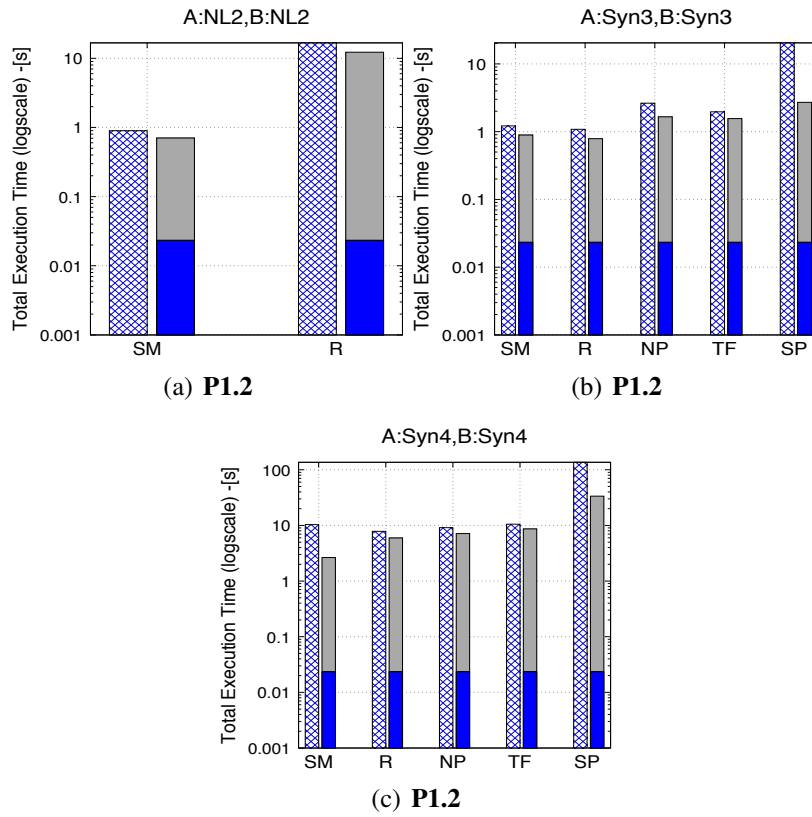 A:NL2,B:NL2
Total Execution Time (logscale) -[s]
10
1
0.1
0.01
0.001
SM R
(a) P1.2
A:Syn3,B:Syn3
Total Execution Time (logscale) -[s]
10
1
0.1
0.01
0.001
SM R NP TF SP
(b) P1.2
A:Syn4,B:Syn4
Total Execution Time (logscale) -[s]
100
10
1
0.1
0.01
0.001
SM R NP TF SP
(c) P1.2